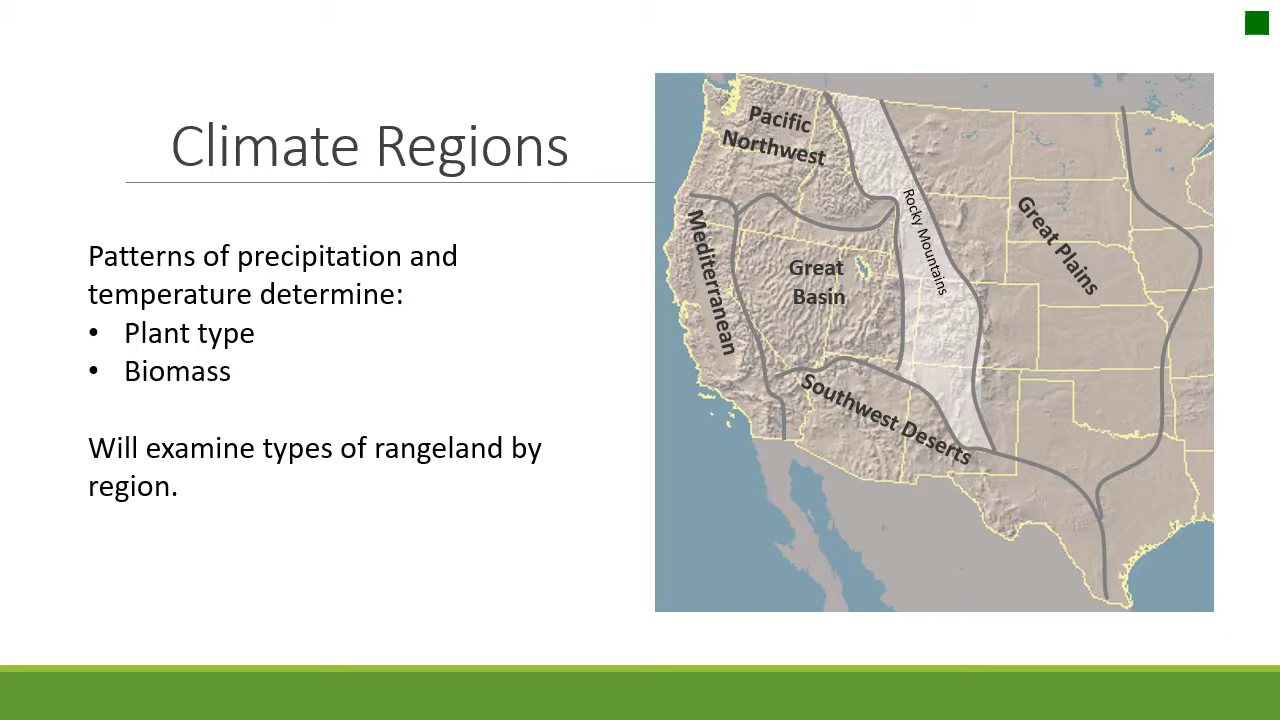 Climate Regions
Patterns of precipitation and
temperature determine:
• Plant type
• Biomass
Will examine types of rangeland by
region.
Pacific
Northwest
Mediterranean
Great
Basin
Rocky Mountains
Great Plains
Southwest Deserts